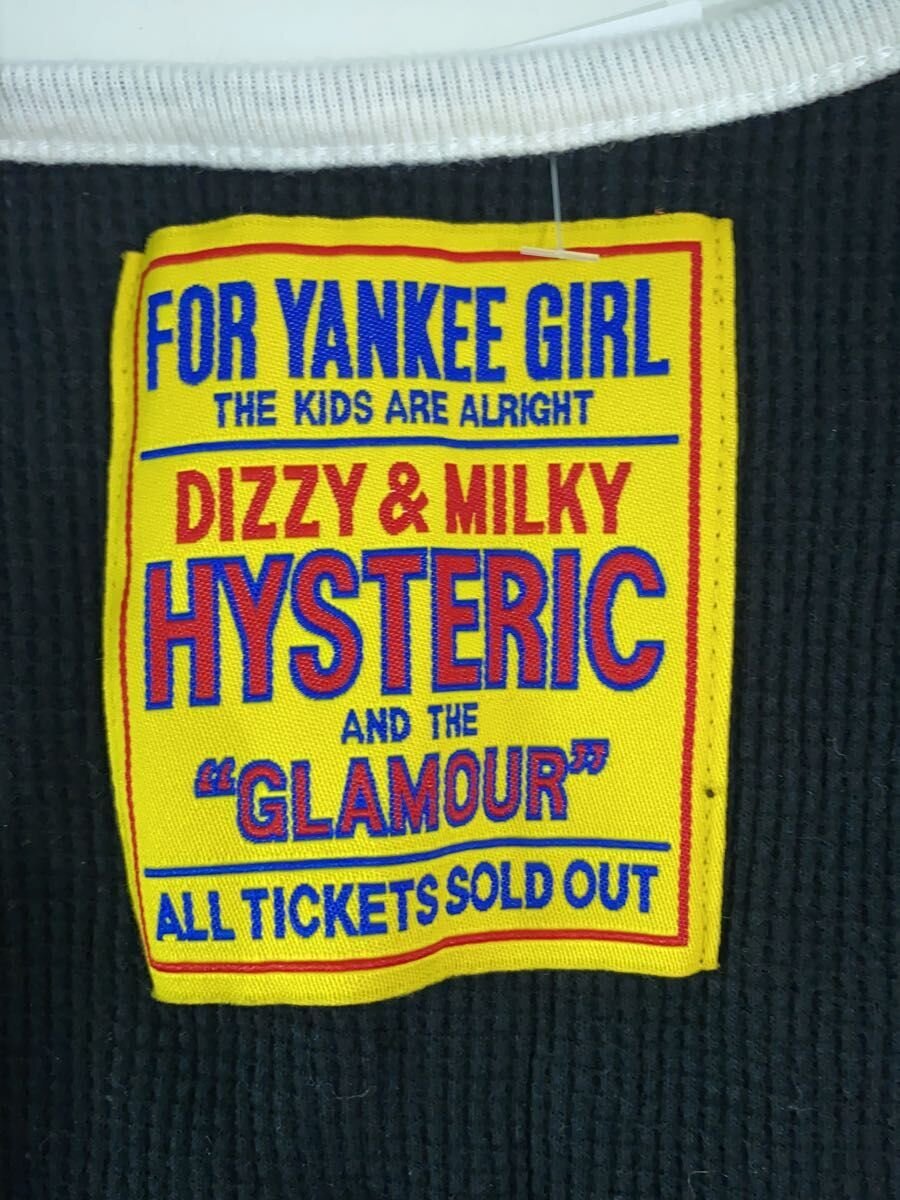 FOR YANKEE GIRL
THE KIDS ARE ALRIGHT
DIZZY & MILKY
HYSTERIC
AND THE
“GLAMOUR”
ALL TICKETS SOLD OUT